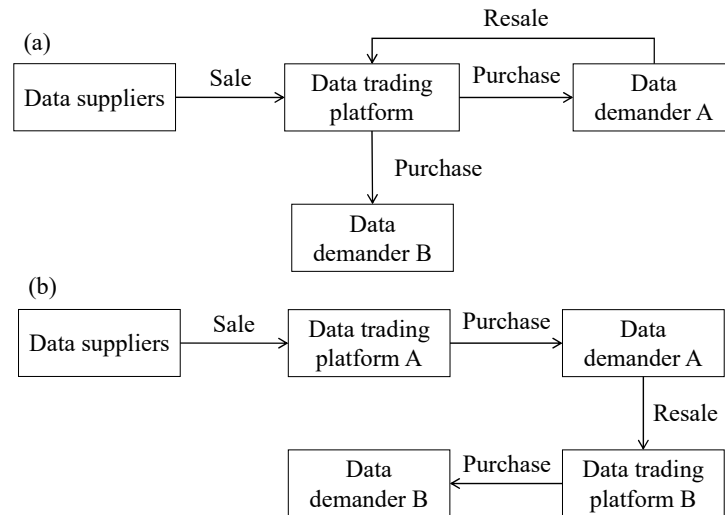 (a)
Resale
Data suppliers
Sale
Data trading
platform
Purchase
Data
demander A
Purchase
Data
demander B
(b)
Data suppliers
Sale
Data trading
platform A
Purchase
Data
demander A
Resale
Data
demander B
Purchase
Data trading
platform B